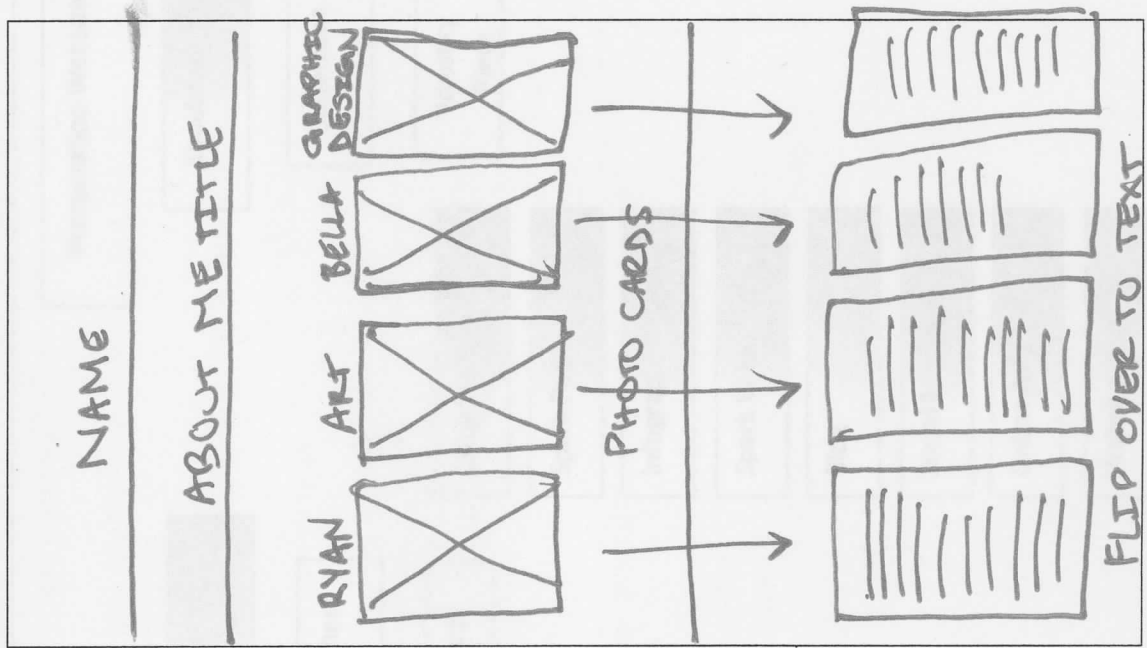 NAME
ABOUT ME TITLE
RYAN
ART
BELLA
GRAPHIC
DESIGN
PHOTO CARDS
FLIP OVER TO TEXT